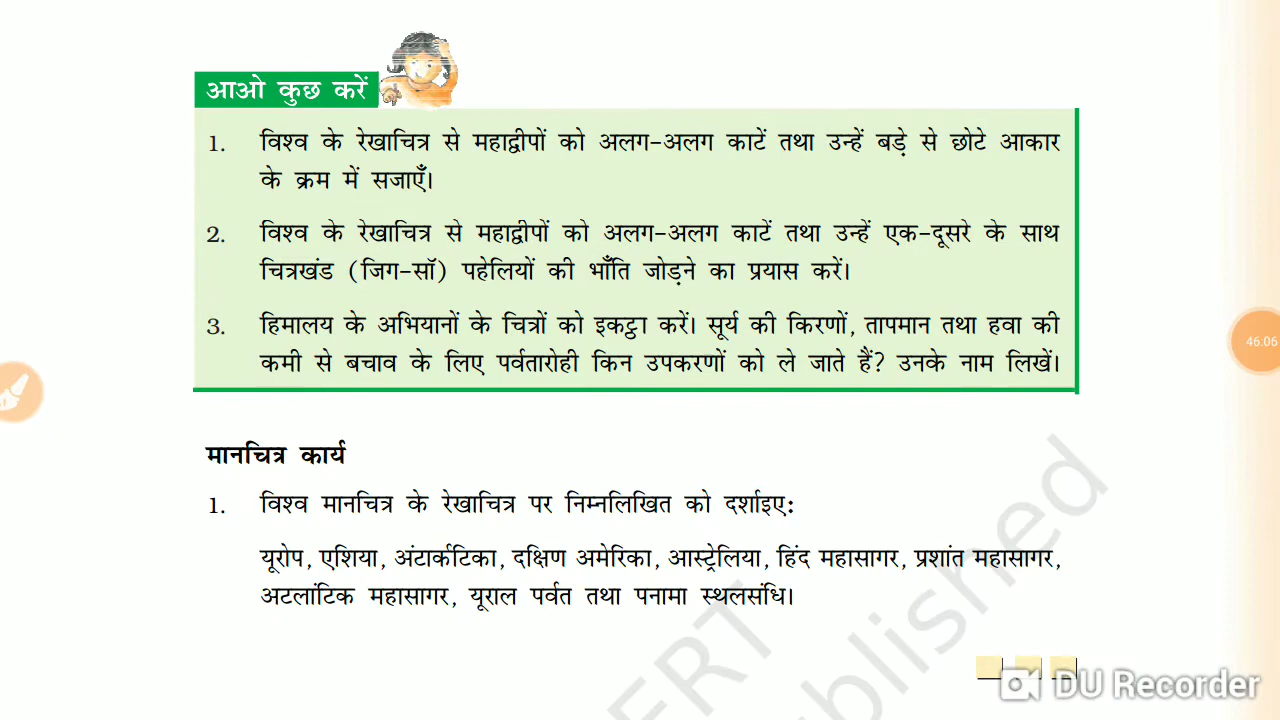 आओ कुछ करें
1. विश्व के रेखाचित्र से महाद्वीपों को अलग-अलग काटें तथा उन्हें बड़े से छोटे आकार
के क्रम में सजाएँ।
2. विश्व के रेखाचित्र से महाद्वीपों को अलग-अलग काटें तथा उन्हें एक-दूसरे के साथ
चित्रखंड (जिग-सॉ) पहेलियों की भाँति जोड़ने का प्रयास करें।
3. हिमालय के अभियानों के चित्रों को इकट्ठा करें। सूर्य की किरणों, तापमान तथा हवा की
कमी से बचाव के लिए पर्वतारोही किन उपकरणों को ले जाते हैं? उनके नाम लिखें।
46:06
मानचित्र कार्य
1. विश्व मानचित्र के रेखाचित्र पर निम्नलिखित को दर्शाइए:
यूरोप, एशिया, अंटार्कटिका, दक्षिण अमेरिका, आस्ट्रेलिया, हिंद महासागर, प्रशांत महासागर,
अटलांटिक महासागर, यूराल पर्वत तथा पनामा स्थलसंधि।
DU Recorder